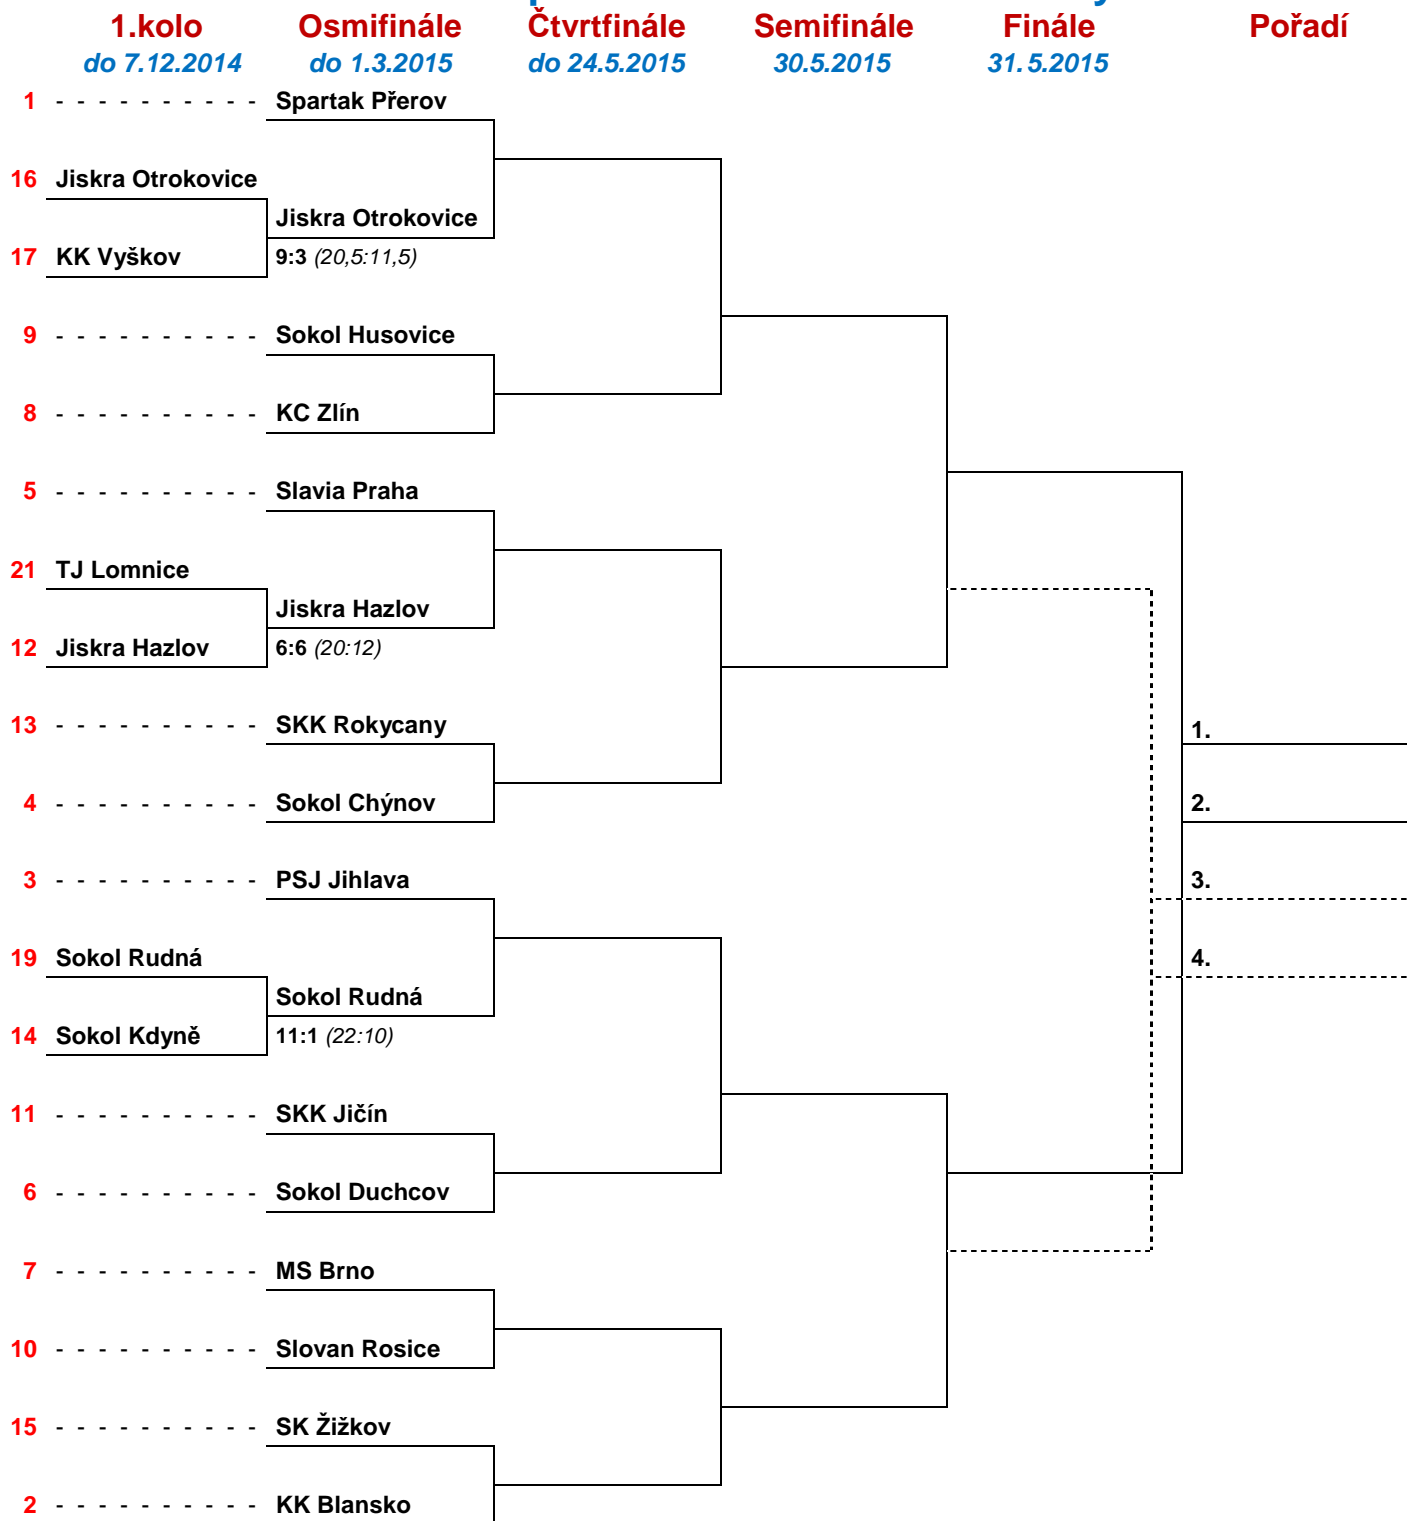 1.kolo Osmifinále Čtvrtfinále Semifinále Finále Pořadí
do 7.12.2014 do 1.3.2015 do 24.5.2015 30.5.2015 31.5.2015
1 - - - - - - - - - - Spartak Přerov
16 Jiskra Otrokovice
Jiskra Otrokovice
17 KK Vyškov 9:3 (20,5:11,5)
9 - - - - - - - - - - Sokol Husovice
8 - - - - - - - - - - KC Zlín
5 - - - - - - - - - - Slavia Praha
21 TJ Lomnice
Jiskra Hazlov
12 Jiskra Hazlov 6:6 (20:12)
13 - - - - - - - - - - SKK Rokycany
1.
4 - - - - - - - - - - Sokol Chýnov 2.
3 - - - - - - - - - - PSJ Jihlava 3.
19 Sokol Rudná 4.
Sokol Rudná
14 Sokol Kdyně 11:1 (22:10)
11 - - - - - - - - - - SKK Jičín
6 - - - - - - - - - - Sokol Duchcov
7 - - - - - - - - - - MS Brno
10 - - - - - - - - - - Slovan Rosice
15 - - - - - - - - - - SK Žižkov
2 - - - - - - - - - - KK Blansko